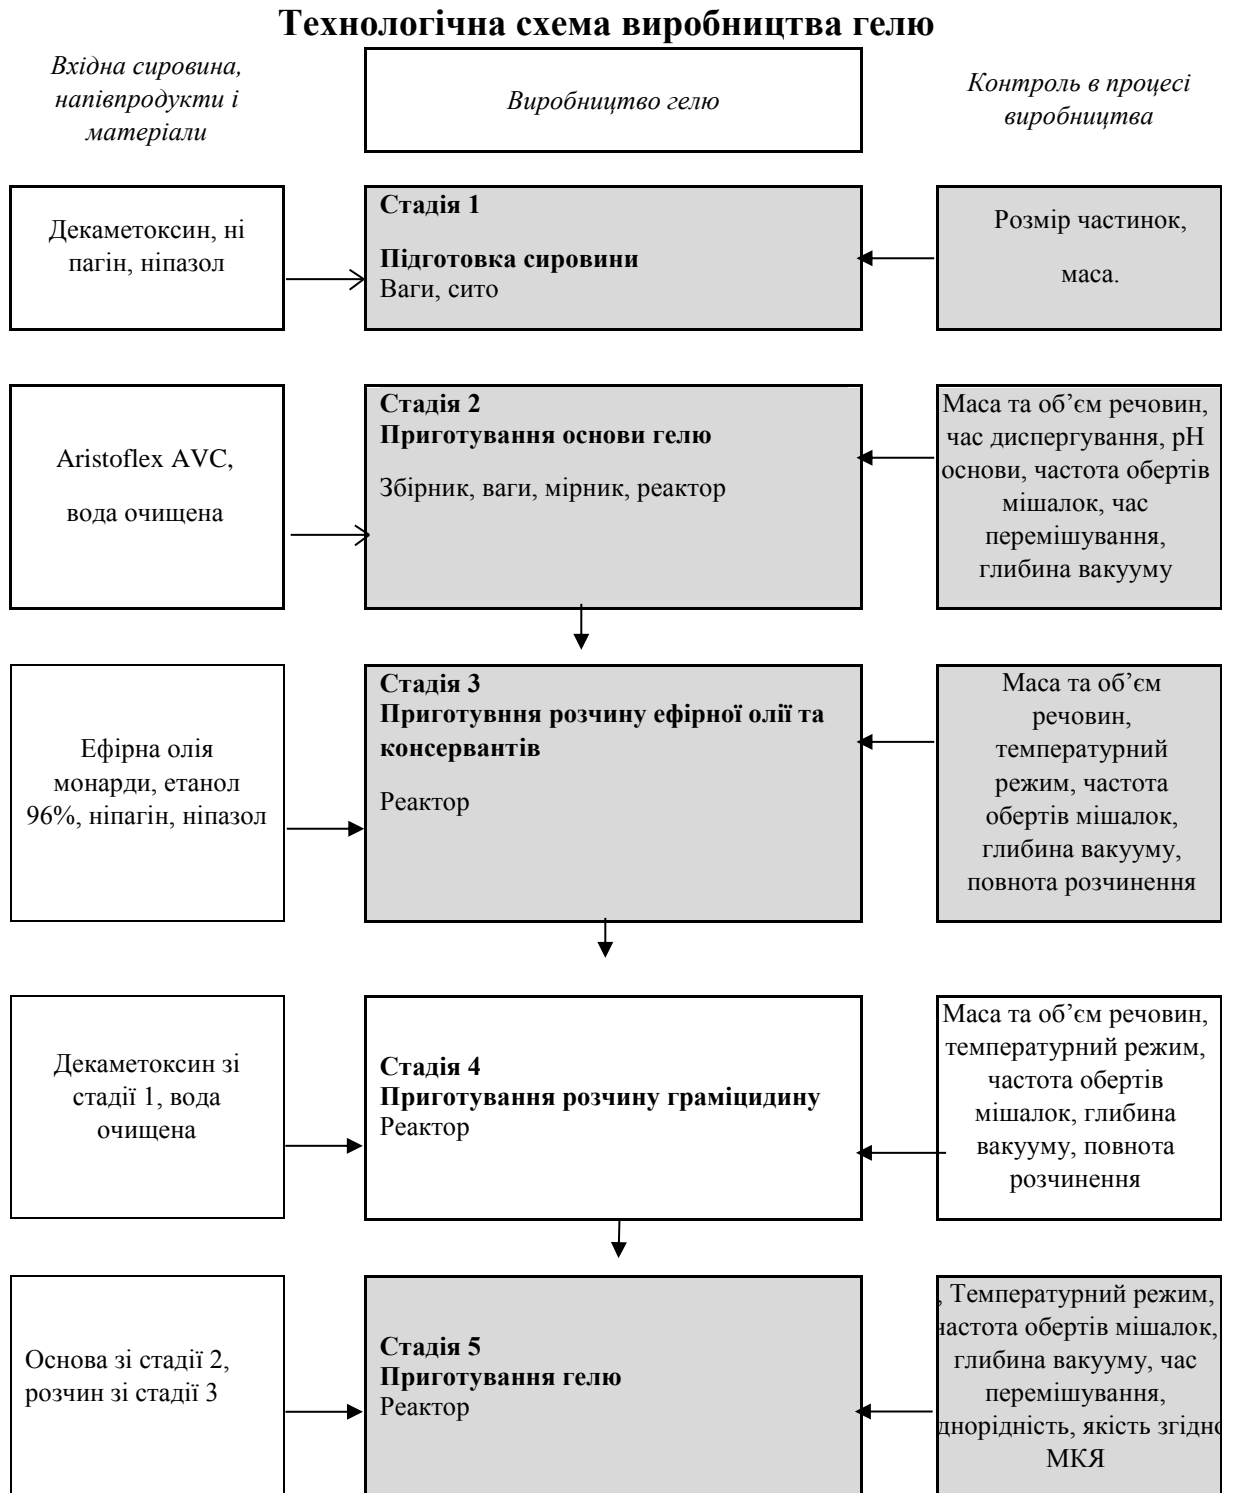 Технологічна схема виробництва гелю
Вхідна сировина,
напівпродукти і
матеріали
Виробництво гелю
Контроль в процесі
виробництва
Декаметоксин, ні
пагін, ніпазол
Стадія 1
Підготовка сировини
Ваги, сито
Розмір частинок,
маса.
Aristoflex AVC,
вода очищена
Стадія 2
Приготування основи гелю
Збірник, ваги, мірник, реактор
Маса та об’єм речовин,
час диспергування, рН
основи, частота обертів
мішалок, час
перемішування,
глибина вакууму
Ефірна олія
монарди, етанол
96%, ніпагін, ніпазол
Стадія 3
Приготувння розчину ефірної олії та
консервантів
Реактор
Маса та об’єм
речовин,
температурний
режим, частота
обертів мішалок,
глибина вакууму,
повнота розчинення
Декаметоксин зі
стадії 1, вода
очищена
Стадія 4
Приготування розчину граміцидину
Реактор
Маса та об’єм речовин,
температурний режим,
частота обертів
мішалок, глибина
вакууму, повнота
розчинення
Основа зі стадії 2,
розчин зі стадії 3
Стадія 5
Приготування гелю
Реактор
, Температурний режим,
частота обертів мішалок,
глибина вакууму, час
перемішування,
днорідність, якість згідно
МКЯ